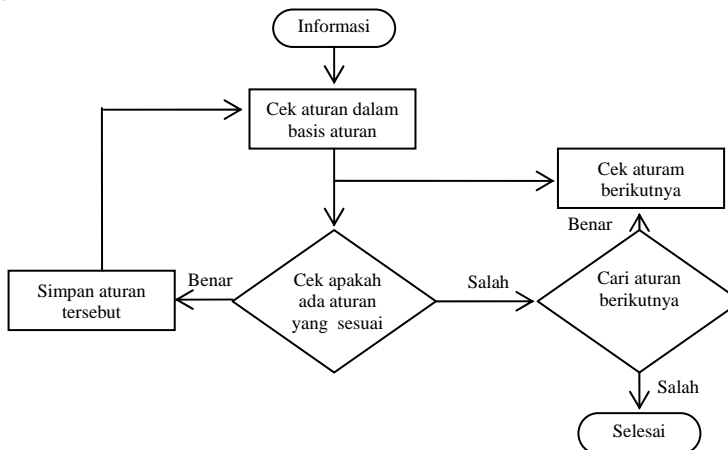 Informasi
Cek aturan dalam
basis aturan
Cek aturam
berikutnya
Benar
Simpan aturan
tersebut
Benar
Cek apakah
ada aturan
yang sesuai
Salah
Cari aturan
berikutnya
Salah
Selesai